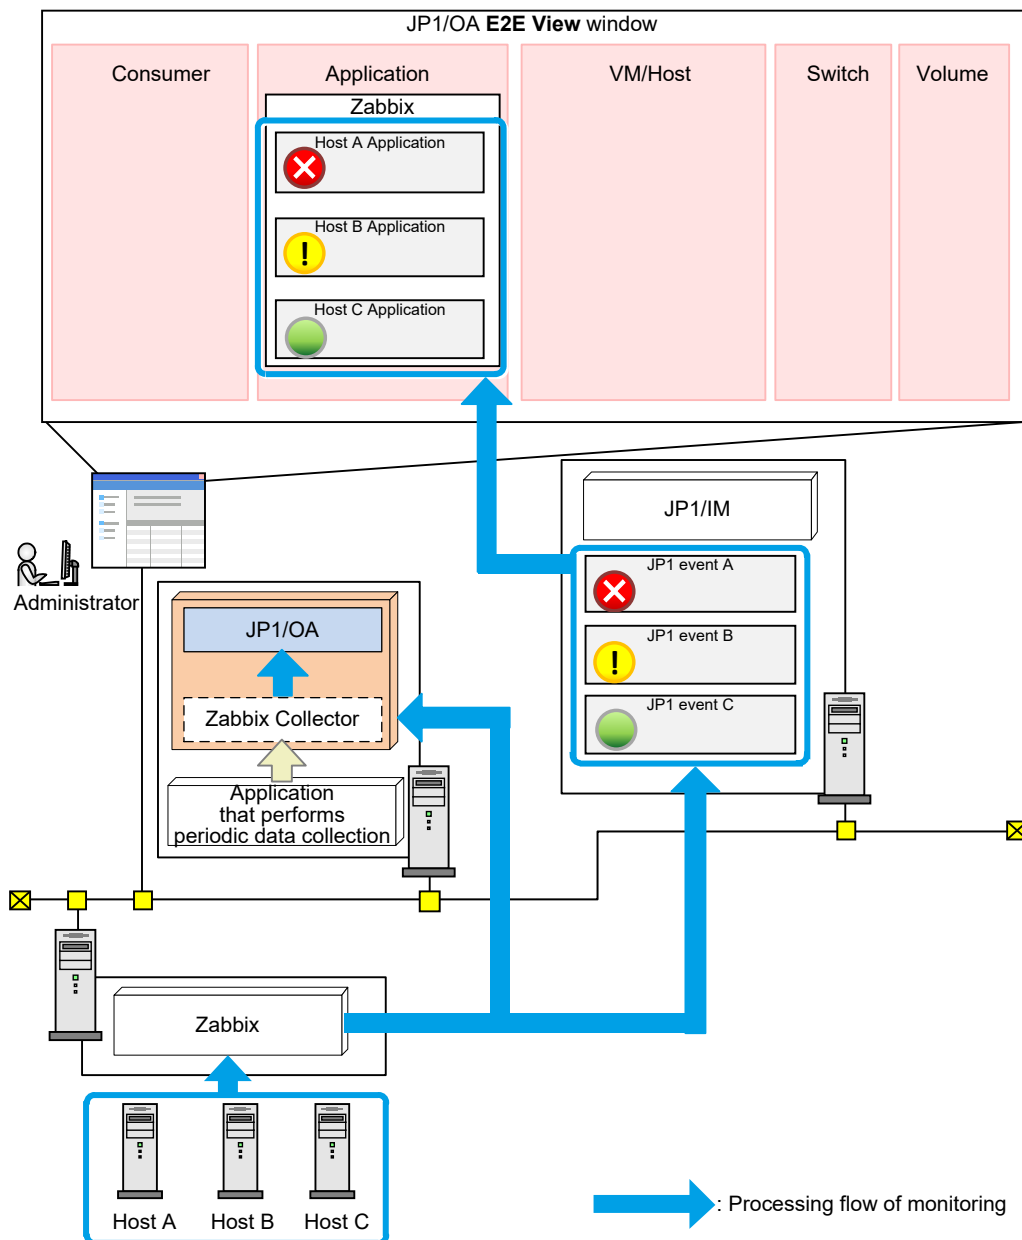 JP1/OA E2E View window
Consumer
Application
VM/Host
Switch
Volume
Zabbix
Host A Application
Host B Application
!
Host C Application
JP1/IM
JP1 event A
JP1 event B
!
JP1 event C
Administrator
JP1/OA
Zabbix Collector
Application
that performs
periodic data collection
Zabbix
Host A
Host B
Host C
: Processing flow of monitoring